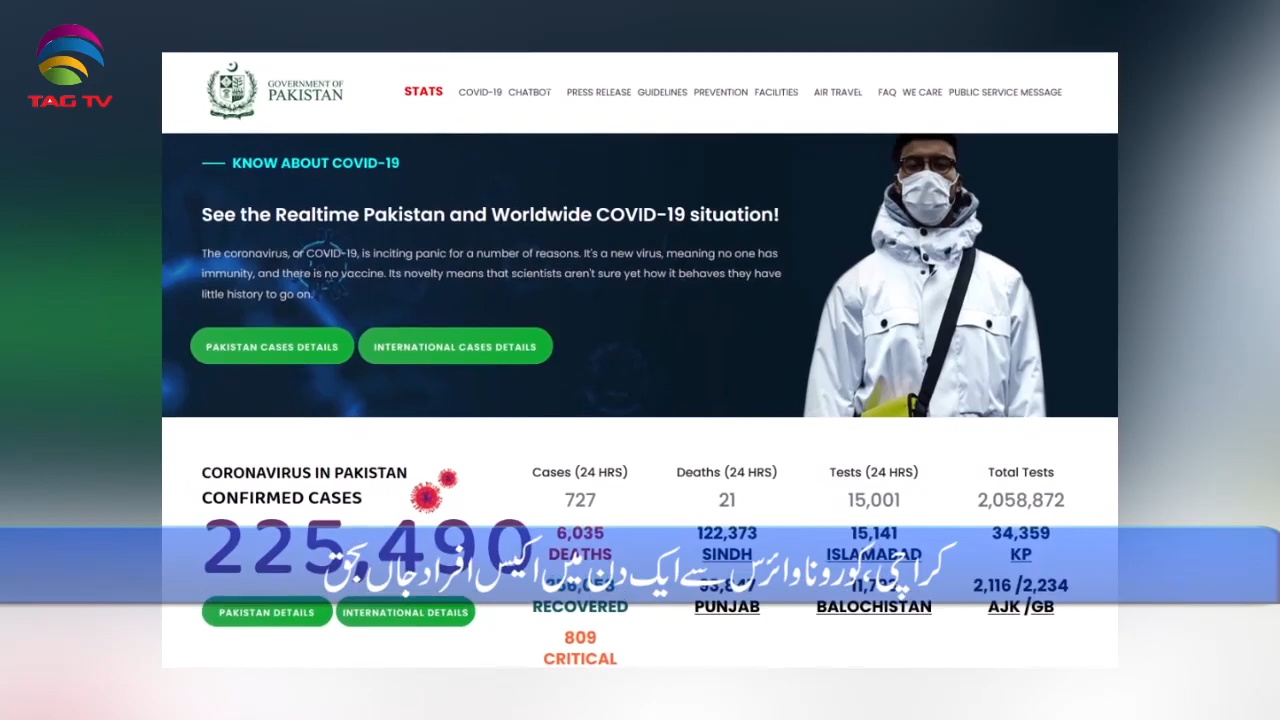 TAG TV
GOVERNMENT OF
PAKISTAN
STATS COVID-19 CHATBOT PRESS RELEASE GUIDELINES PREVENTION FACILITIES AIR TRAVEL FAQ WE CARE PUBLIC SERVICE MESSAGE
KNOW ABOUT COVID-19
See the Realtime Pakistan and Worldwide COVID-19 situation!
The coronavirus, or COVID-19, is inciting panic for a number of reasons. It's a new virus, meaning no one has
immunity, and there is no vaccine. Its novelty means that scientists aren't sure yet how it behaves they have
little history to go on.
PAKISTAN CASES DETAILS INTERNATIONAL CASES DETAILS
CORONAVIRUS IN PAKISTAN
CONFIRMED CASES
225,490
PAKISTAN DETAILS INTERNATIONAL DETAILS
Cases (24 HRS) Deaths (24 HRS) Tests (24 HRS) Total Tests
727 21 15,001 2,058,872
6,035 122,373 15,141 34,359
DEATHS SINDH ISLAMABAD KP
2,116 /2,234
RECOVERED PUNJAB BALOCHISTAN AJK /GB
809
CRITICAL
کراچی، کورونا وائرس سے ایک دن میں اکیس افراد جاں بحق